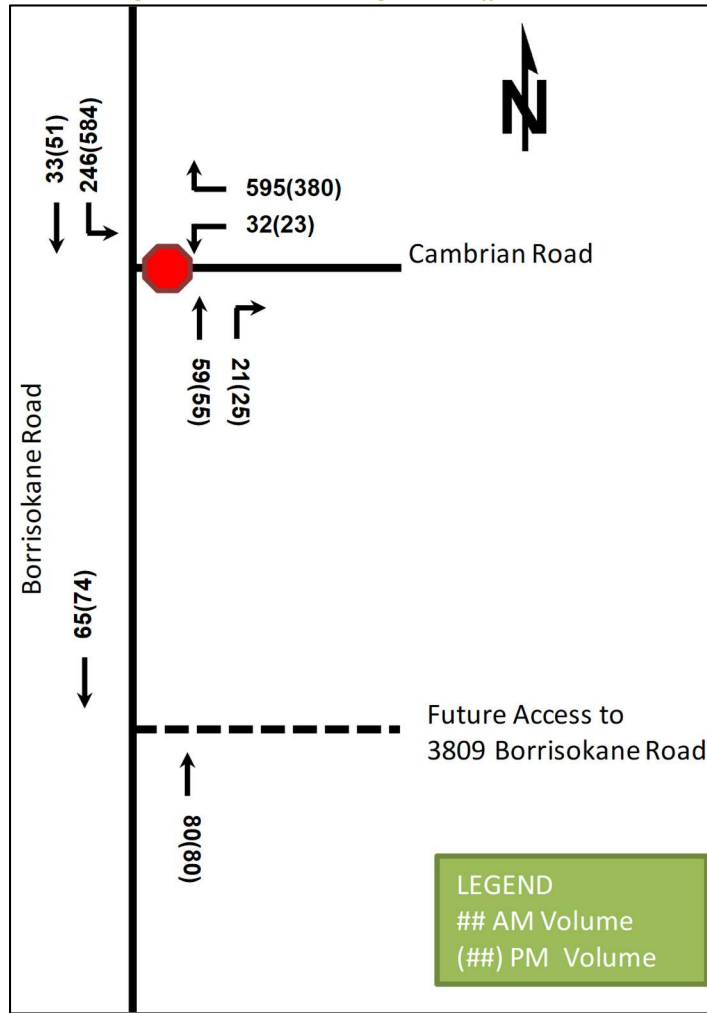 N
33(51)
246(584)
595(380)
32(23)
Cambrian Road
59(55)
21(25)
Borrisokane Road
65(74)
Future Access to
3809 Borrisokane Road
80(80)
LEGEND
## AM Volume
(##) PM Volume